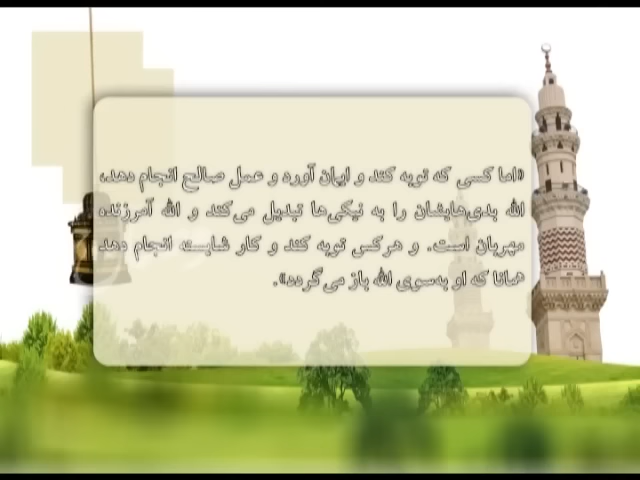 «اما کسی که توبه کند و ایمان آورد و عمل صالح انجام دهد،
الله بدی‌هایشان را به نیکی‌ها تبدیل می‌کند و الله آمرزنده
مهربان است. و هرکس توبه کند و کار شایسته انجام دهد
همانا که او به‌سوی الله باز می‌گردد».